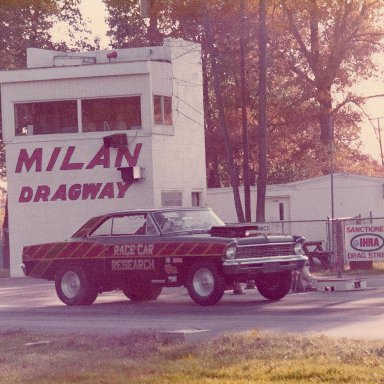 MILAN
DRAGWAY
RACE CAR
RESEARCH
SANCTIONED
IHRA
DRAG STRIP